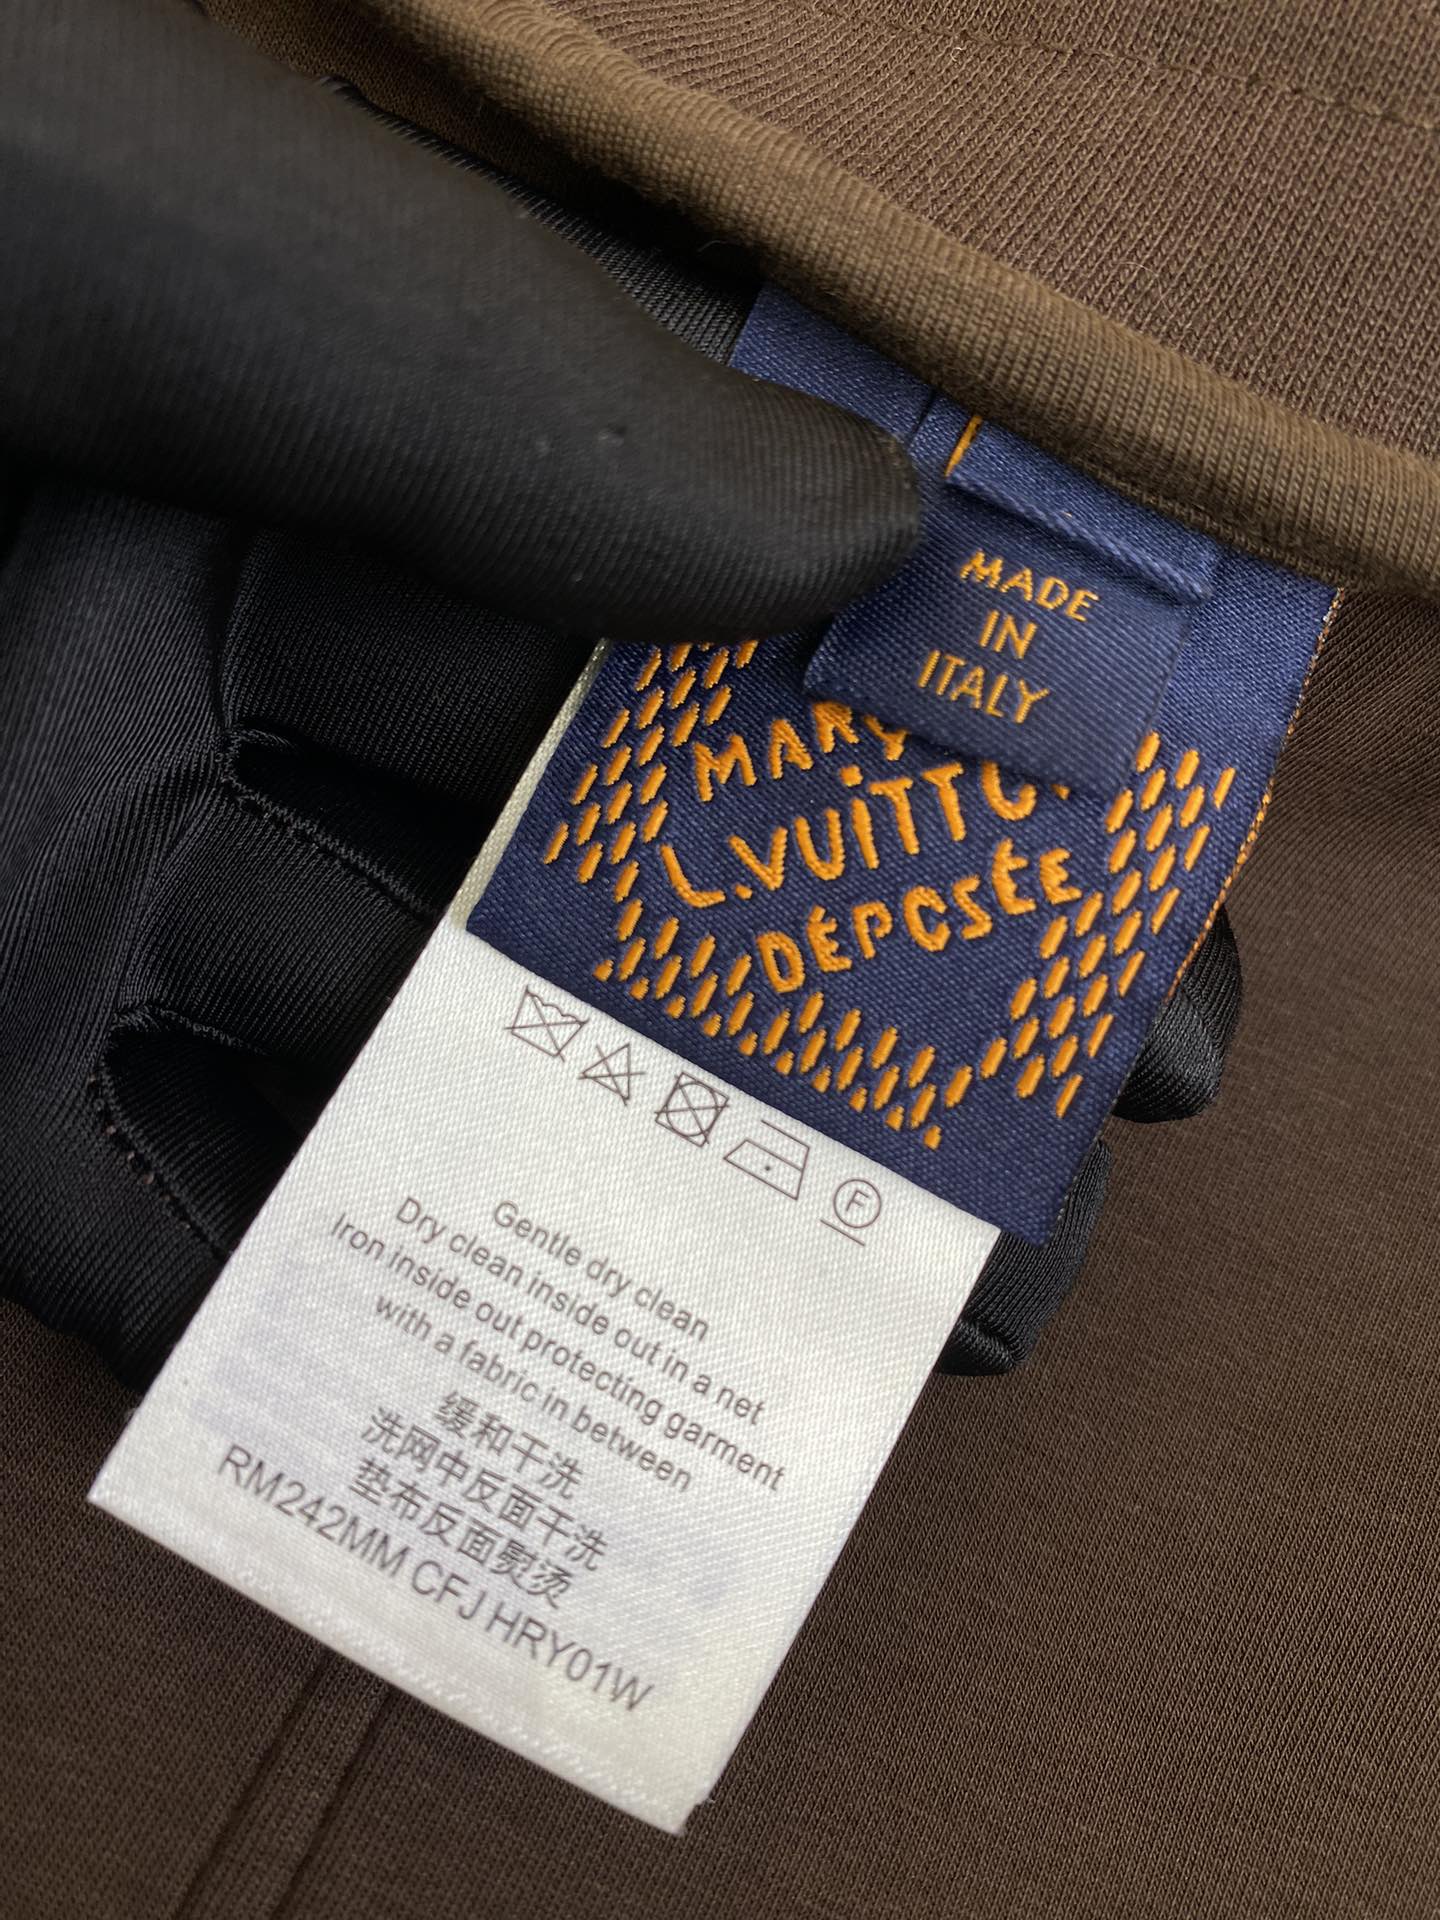 MADE
IN
ITALY
L.VUiTTO
DÉPOSÉE
F
Gentle dry clean
Dry clean inside out in a net
Iron inside out protecting garment
with a fabric in between
缓和干洗
洗网中反面干洗
垫布反面熨烫
RM242MM CFJ HRY01W